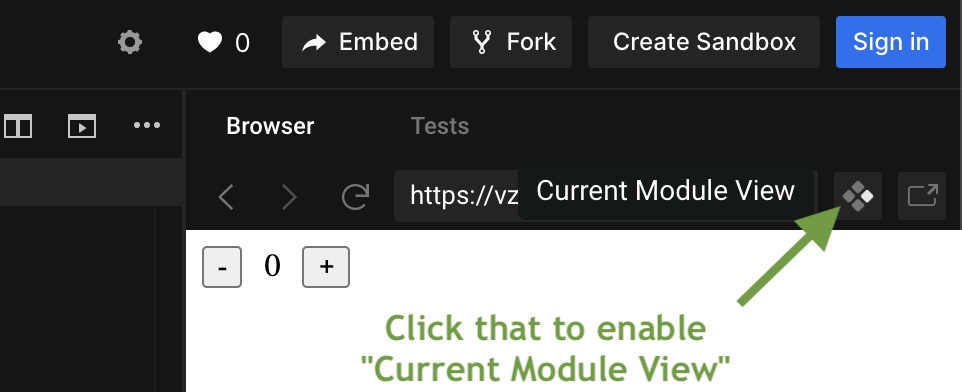 0 Embed Fork Create Sandbox Sign in
Browser Tests
https://vz Current Module View
- 0 +
Click that to enable
"Current Module View"